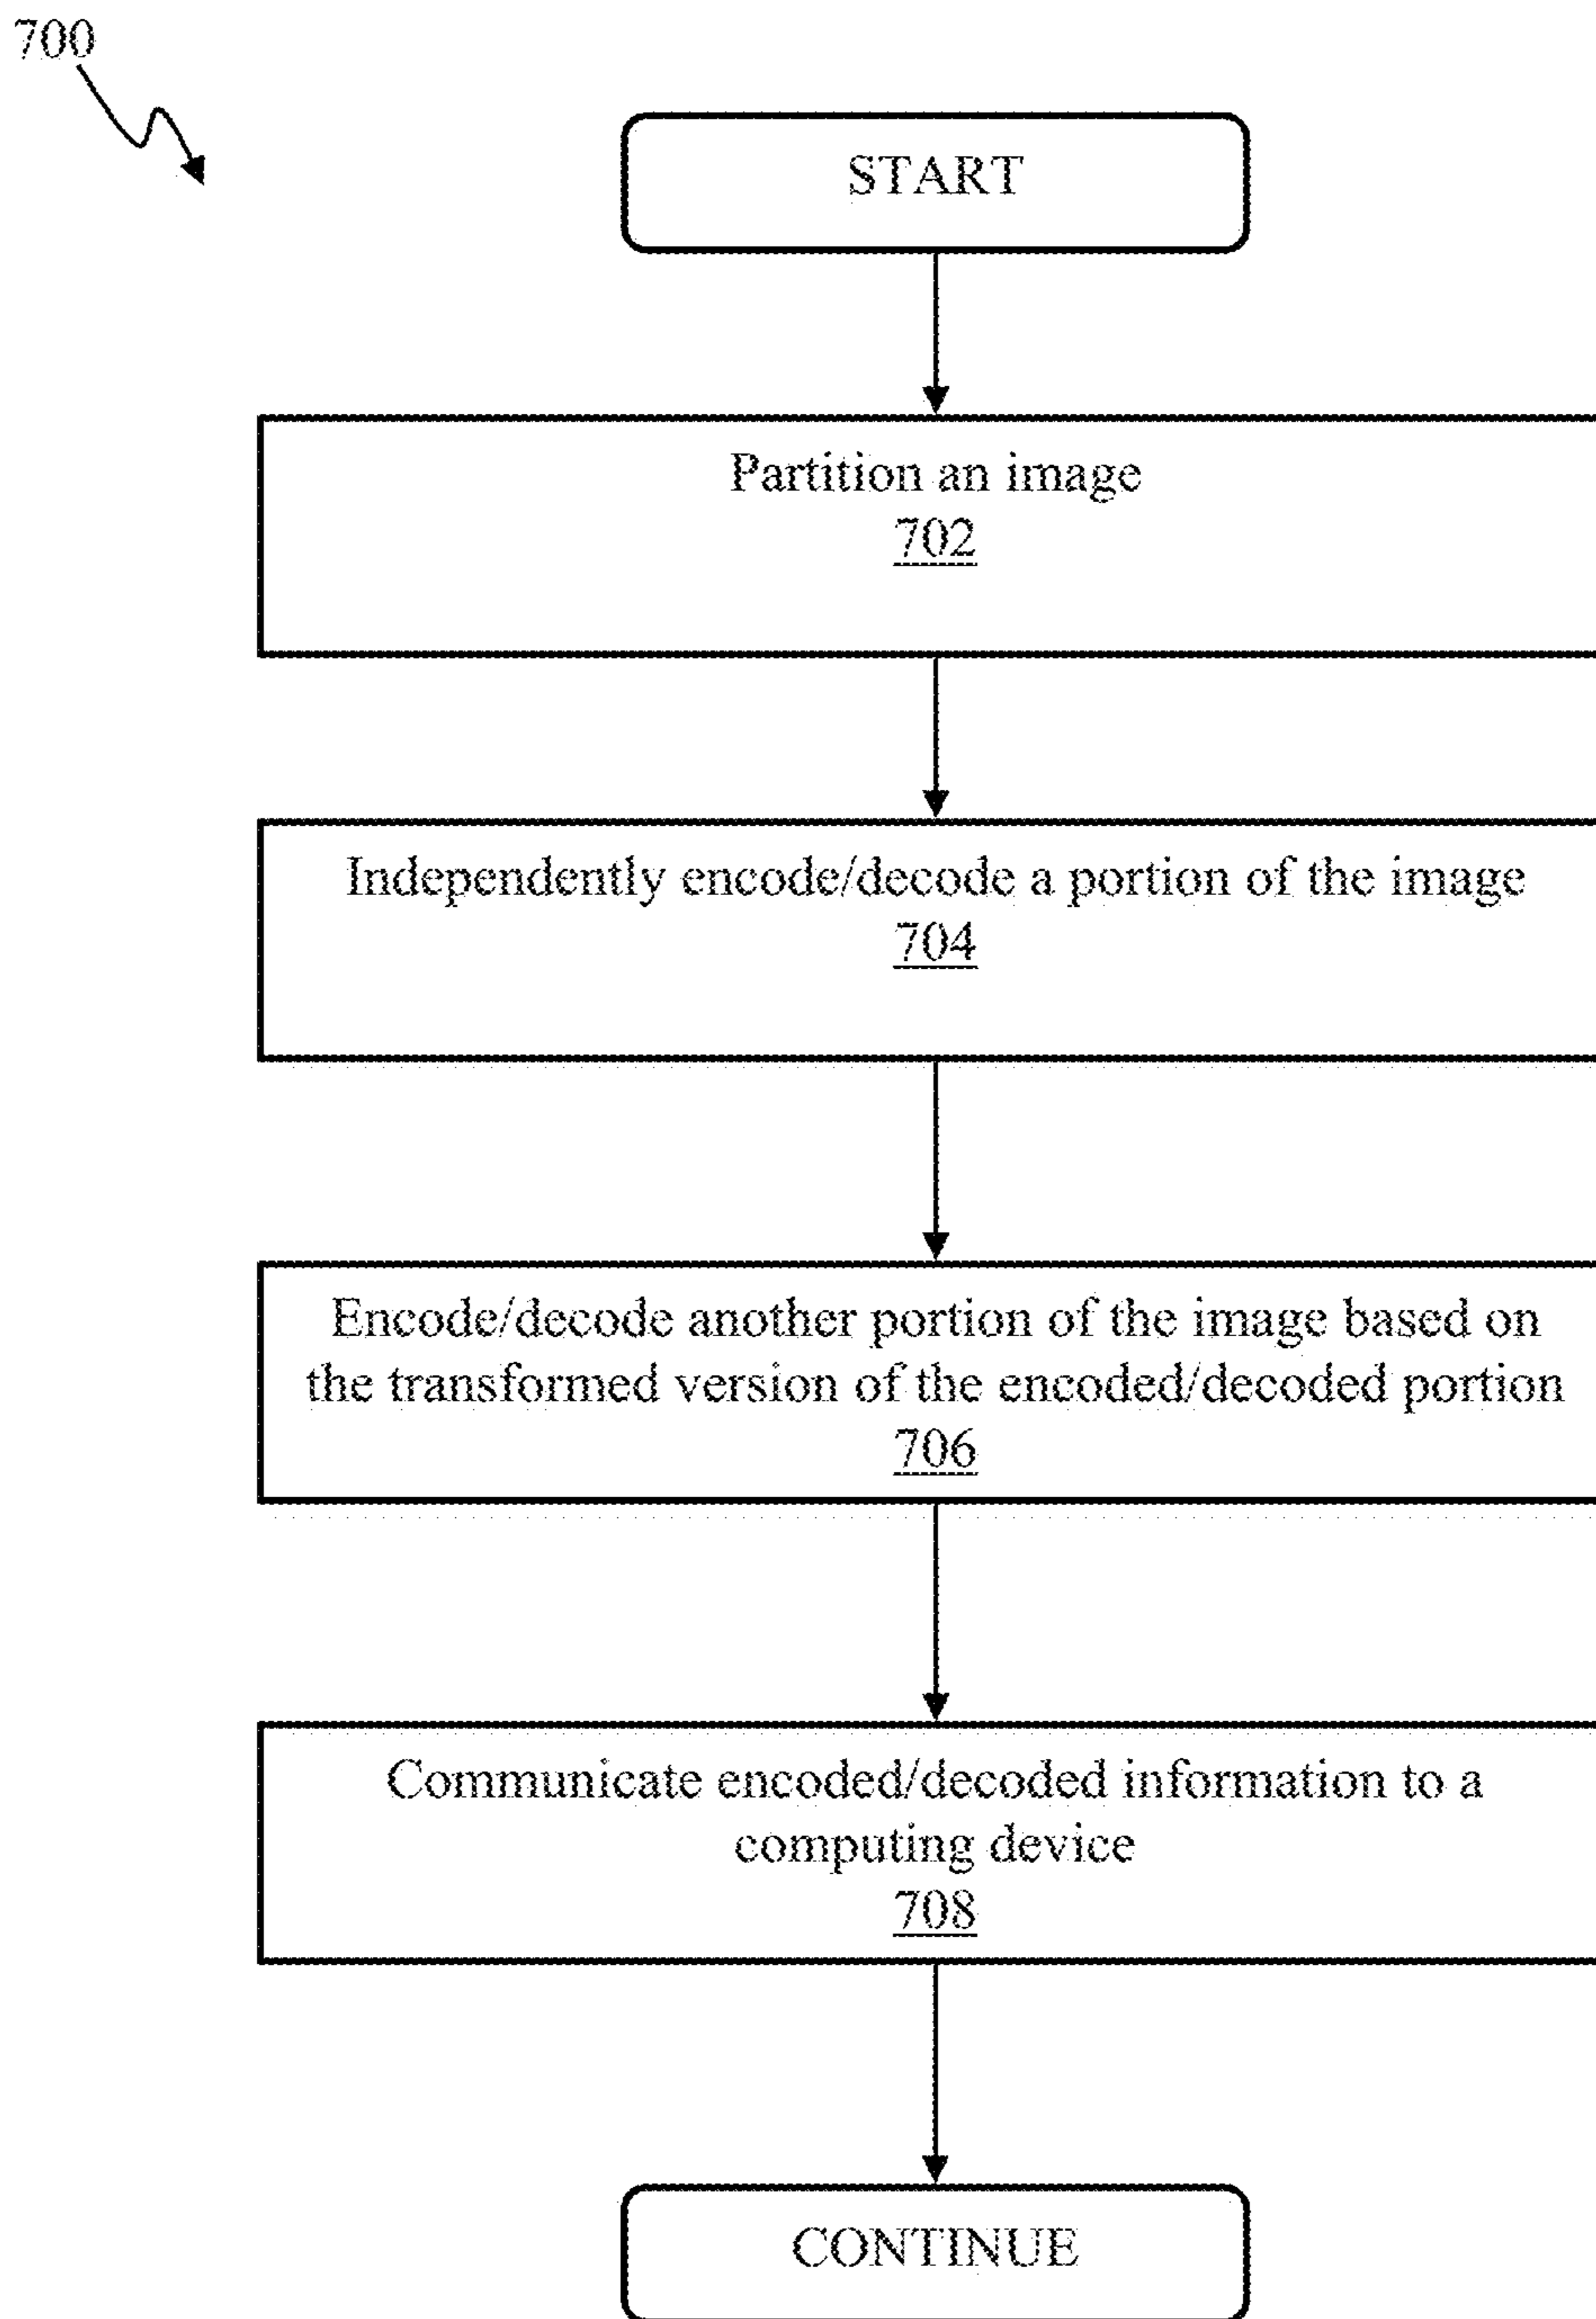 700
START
Partition an image
702
Independently encode/decode a portion of the image
704
Encode/decode another portion of the image based on
the transformed version of the encoded/decoded portion
706
Communicate encoded/decoded information to a
computing device
708
CONTINUE